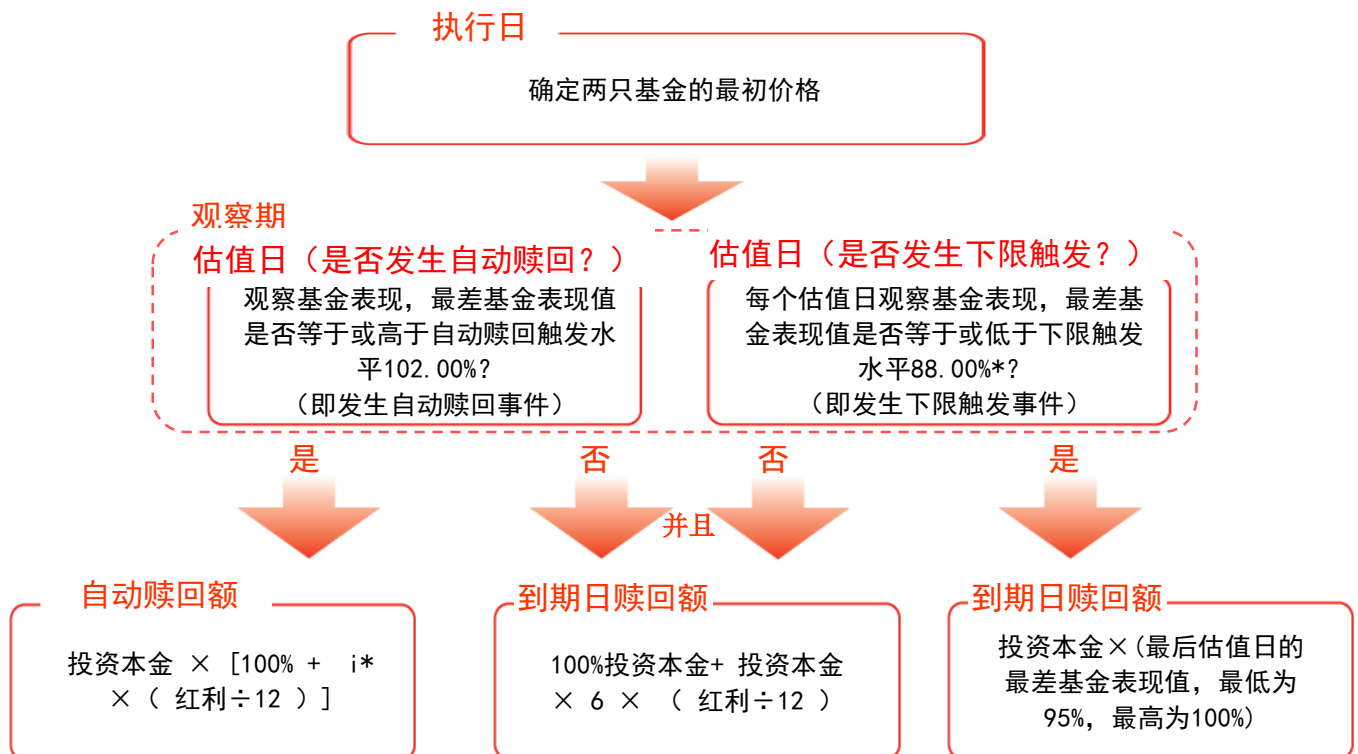 执行日
确定两只基金的最初价格
观察期
估值日（是否发生自动赎回？）
观察基金表现，最差基金表现值
是否等于或高于自动赎回触发水
平102.00%?
（即发生自动赎回事件）
估值日（是否发生下限触发？）
每个估值日观察基金表现，最差基
金表现值是否等于或低于下限触发
水平88.00%*?
（即发生下限触发事件）
是
否
否
是
并且
自动赎回额
投资本金 × [100% + i*
×（ 红利÷12 ）]
到期日赎回额
100%投资本金+ 投资本金
× 6 × （ 红利÷12 ）
到期日赎回额
投资本金×(最后估值日的
最差基金表现值，最低为
95%，最高为100%)